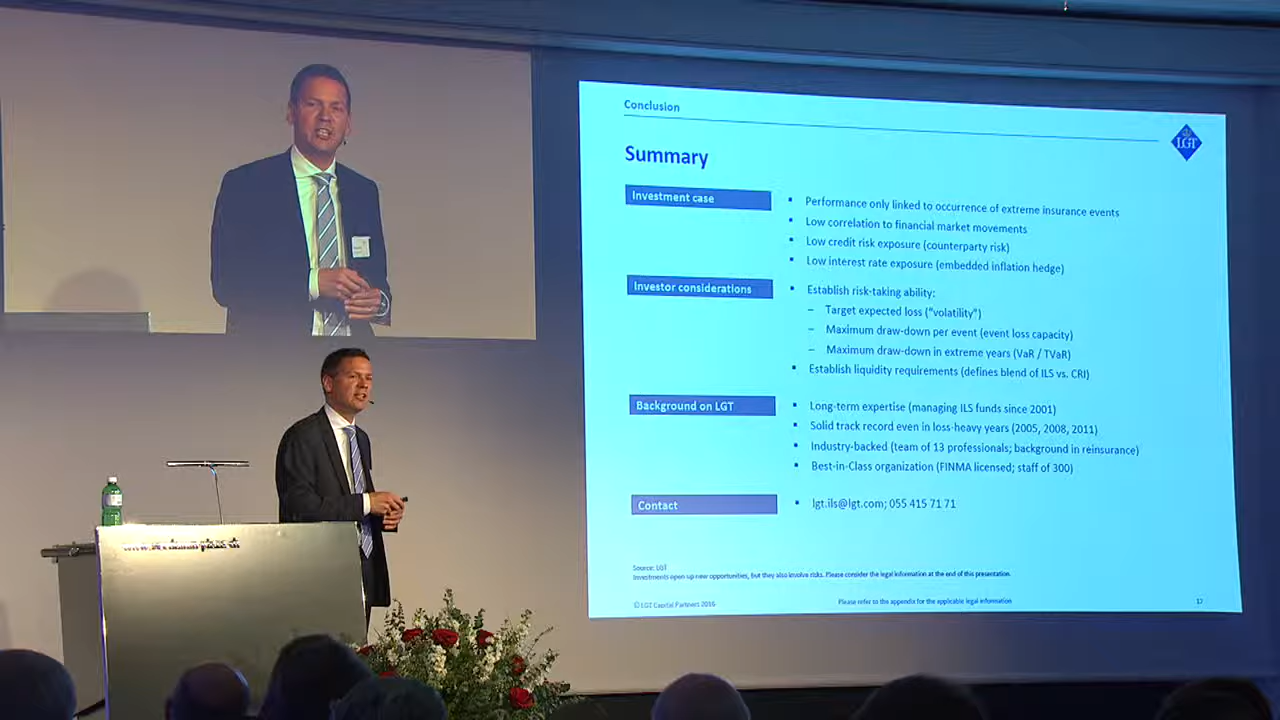 Conclusion
LGT
Summary
Investment case
▪ Performance only linked to occurrence of extreme insurance events
▪ Low correlation to financial market movements
▪ Low credit risk exposure (counterparty risk)
▪ Low interest rate exposure (embedded inflation hedge)
Investor considerations
▪ Establish risk-taking ability:
– Target expected loss ("volatility")
– Maximum draw-down per event (event loss capacity)
– Maximum draw-down in extreme years (VaR / TVaR)
▪ Establish liquidity requirements (defines blend of ILS vs. CRI)
Background on LGT
▪ Long-term expertise (managing ILS funds since 2001)
▪ Solid track record even in loss-heavy years (2005, 2008, 2011)
▪ Industry-backed (team of 13 professionals; background in reinsurance)
▪ Best-in-Class organization (FINMA licensed; staff of 300)
Contact
▪ lgt.ils@lgt.com; 055 415 71 71
Source: LGT
Investments open up new opportunities, but they also involve risks. Please consider the legal information at the end of this presentation.
© LGT Capital Partners 2016
Please refer to the appendix for the applicable legal information
17